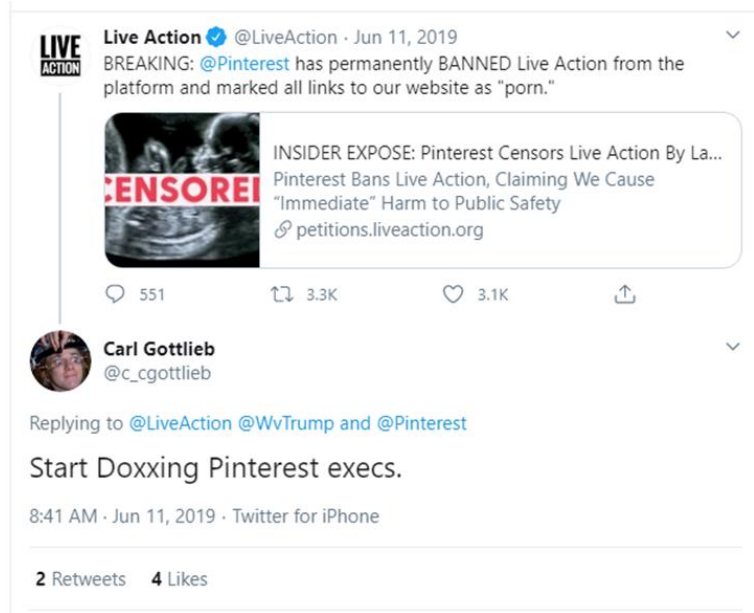 LIVE
ACTION
Live Action @LiveAction · Jun 11, 2019
BREAKING: @Pinterest has permanently BANNED Live Action from the
platform and marked all links to our website as "porn."
CENSORED
INSIDER EXPOSE: Pinterest Censors Live Action By La...
Pinterest Bans Live Action, Claiming We Cause
“Immediate” Harm to Public Safety
petitions.liveaction.org
551 3.3K 3.1K
Carl Gottlieb
@c_cgottlieb
Replying to @LiveAction @WvTrump and @Pinterest
Start Doxxing Pinterest execs.
8:41 AM · Jun 11, 2019 · Twitter for iPhone
2 Retweets 4 Likes